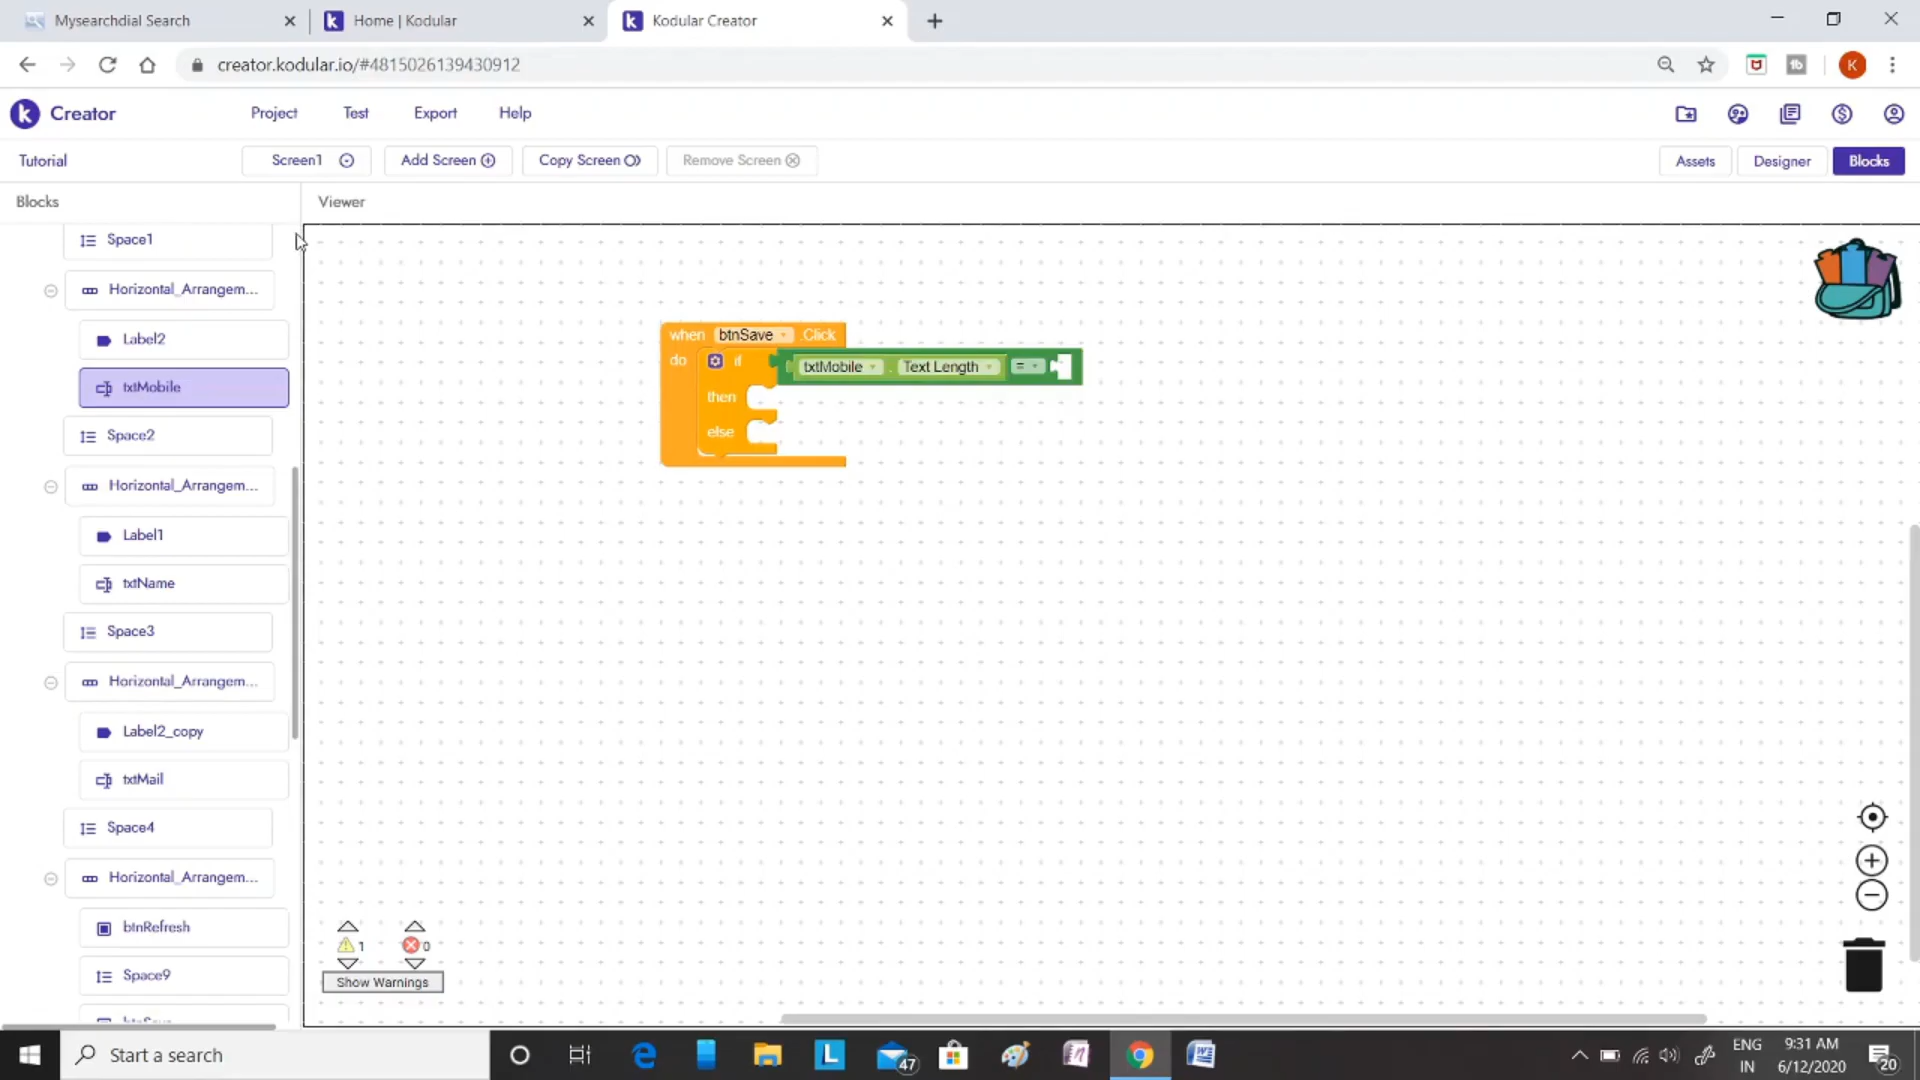 Mysearchdial Search
Home | Kodular
Kodular Creator
creator.kodular.io/#4815026139430912
K
Creator
Project
Test
Export
Help
Tutorial
Screen1
Add Screen
Copy Screen
Remove Screen
Assets
Designer
Blocks
Blocks
Viewer
Space1
Horizontal_Arrangem...
Label2
txtMobile
Space2
Horizontal_Arrangem...
Label1
txtName
Space3
Horizontal_Arrangem...
Label2_copy
txtMail
Space4
Horizontal_Arrangem...
btnRefresh
Space9
when btnSave .Click
do if txtMobile . Text Length =
then
else
1 0
Show Warnings
Start a search
47
ENG
IN
9:31 AM
6/12/2020
20